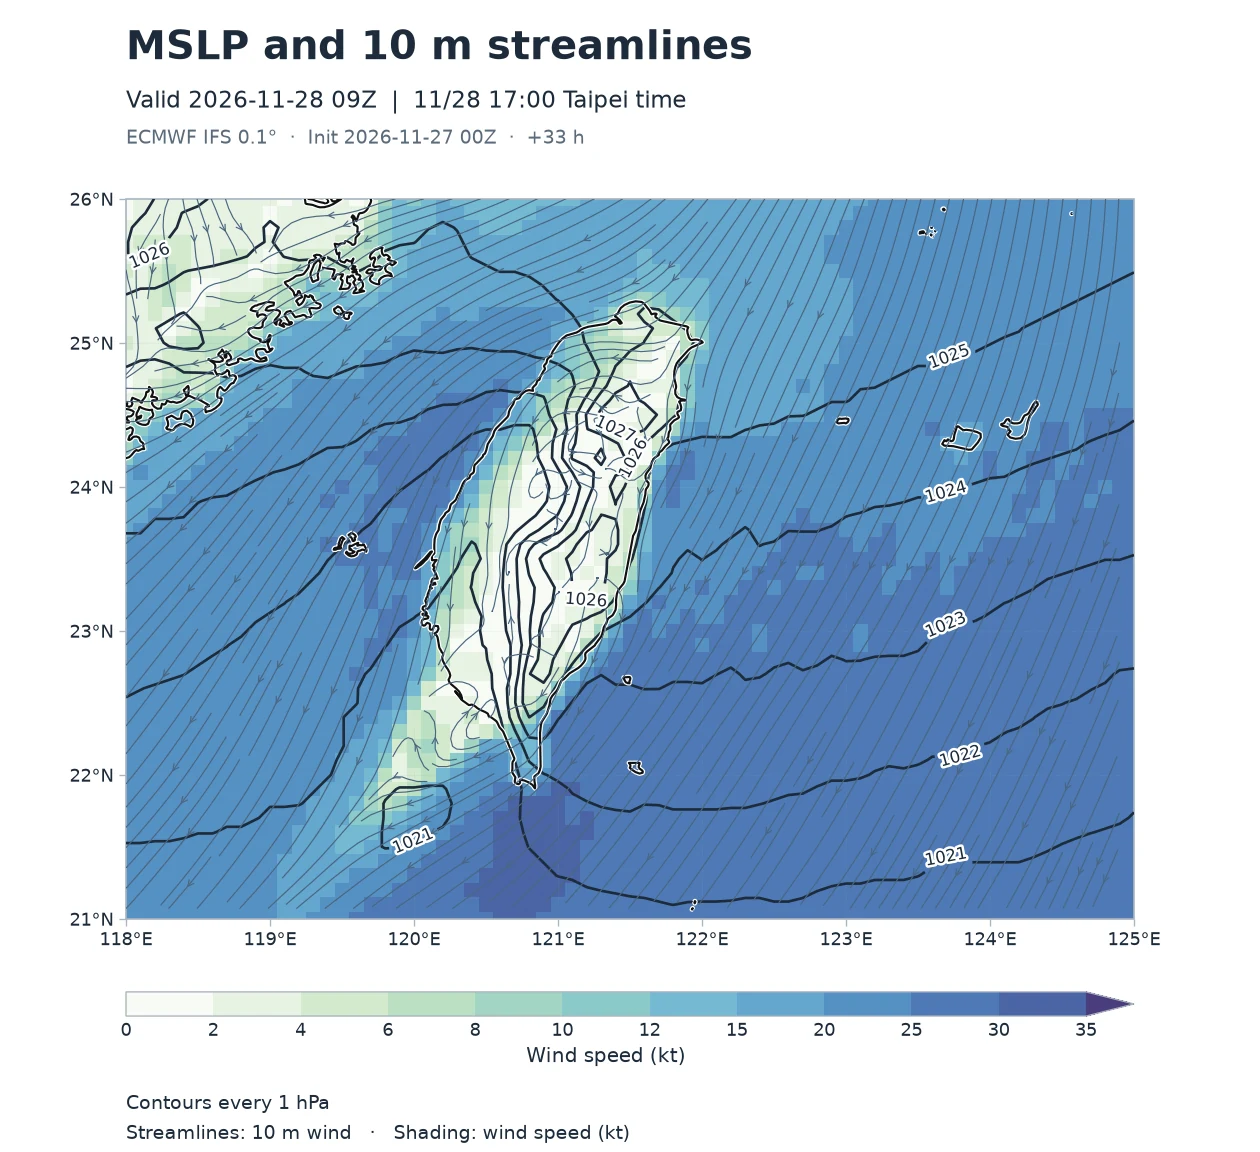 MSLP and 10 m streamlines
Valid 2026-11-28 09Z | 11/28 17:00 Taipei time
ECMWF IFS 0.1° · Init 2026-11-27 00Z · +33 h
26°N
25°N
24°N
23°N
22°N
21°N
1026
1025
1027
1026
1024
1026
1023
1022
1021
1021
118°E 119°E 120°E 121°E 122°E 123°E 124°E 125°E
0 2 4 6 8 10 12 15 20 25 30 35
Wind speed (kt)
Contours every 1 hPa
Streamlines: 10 m wind · Shading: wind speed (kt)